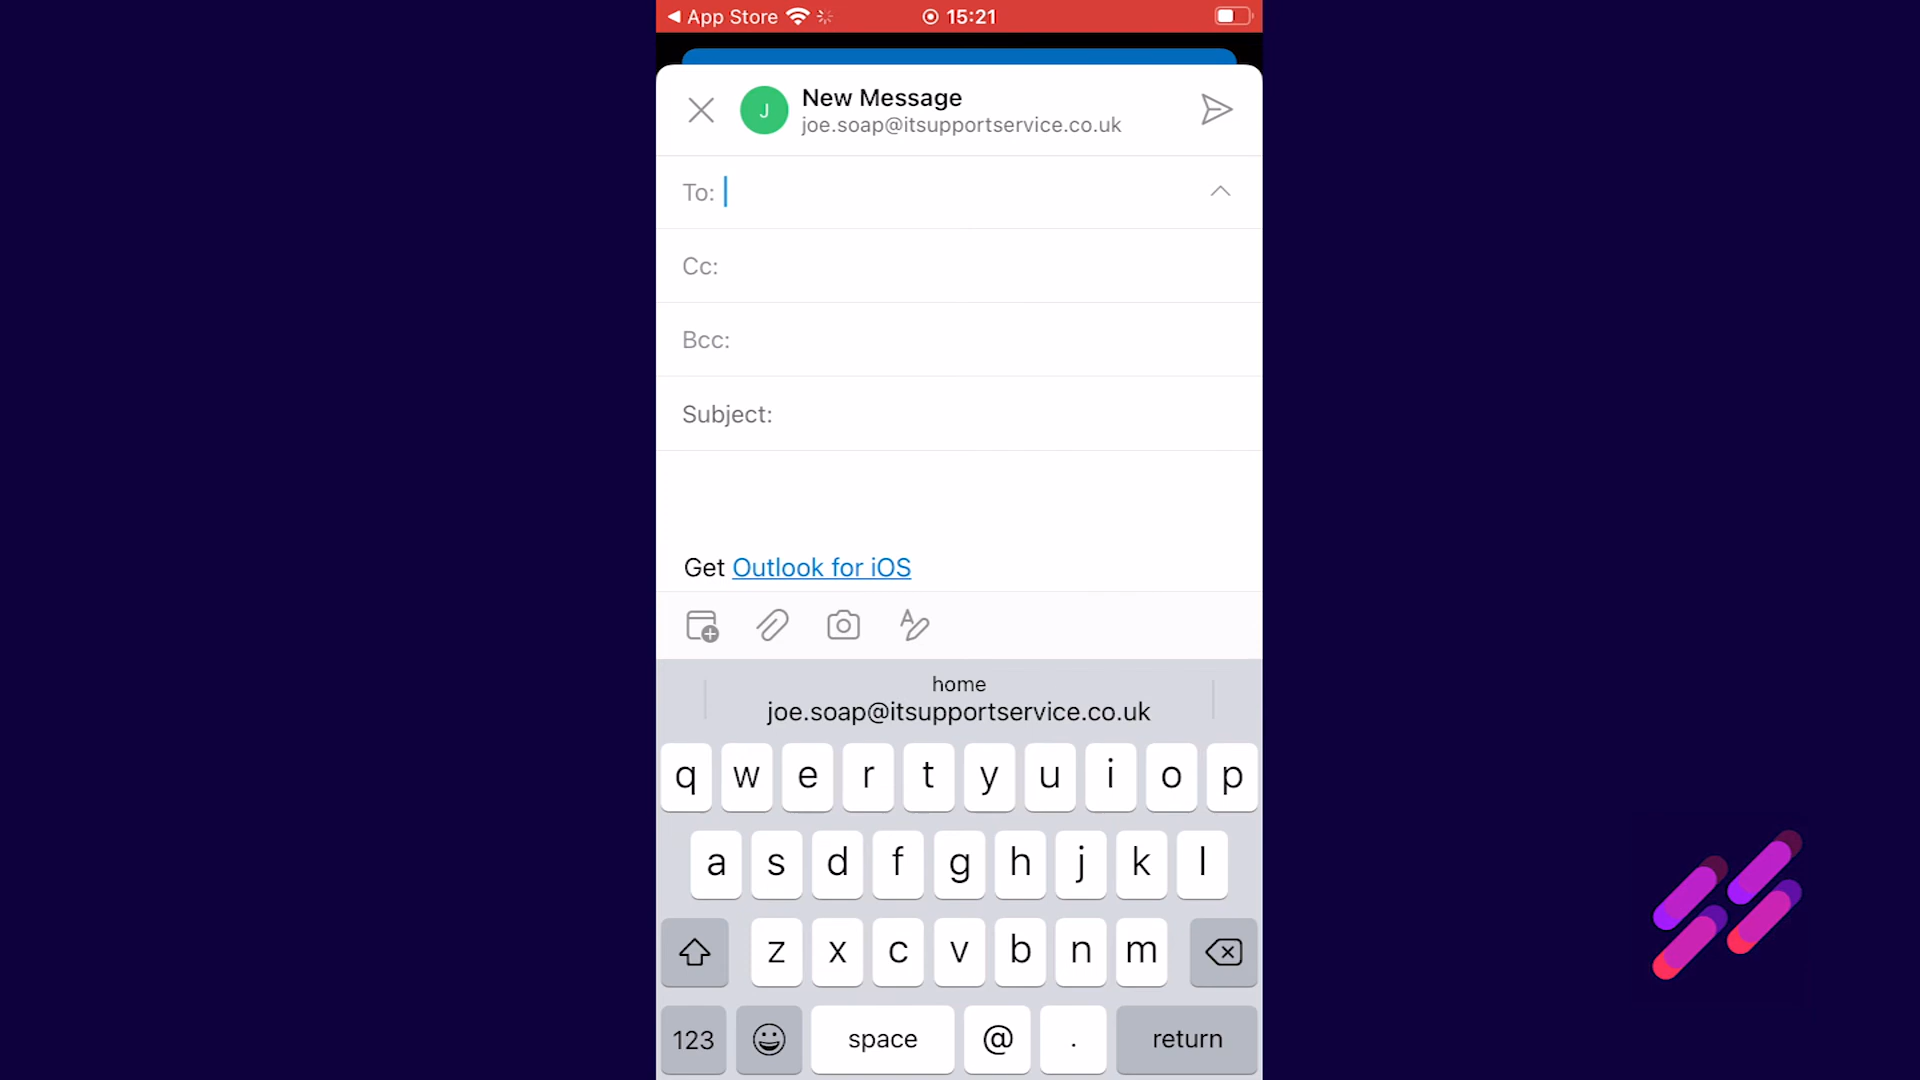 App Store 15:21
New Message
J
joe.soap@itsupportservice.co.uk
To:
Cc:
Bcc:
Subject:
Get Outlook for iOS
home
joe.soap@itsupportservice.co.uk
q w e r t y u i o p
a s d f g h j k l
z x c v b n m
123 space @ . return